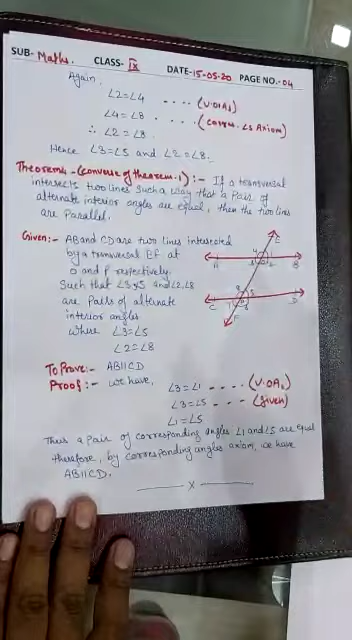 SUB- Maths. CLASS- IX DATE-15-05-20 PAGE NO.-04
Again,
∠2=∠4 .... (V.OAs)
∠4=∠8 .... (Corres. ∠s Axiom)
∴ ∠2=∠8.
Hence ∠3=∠5 and ∠2=∠8.
Theorem:- (Converse of theorem.1) :- If a transversal
intersects two lines such a way that a pair of
alternate interior angles are equal, then the two lines
are parallel.
Given:- AB and CD are two lines intersected
by a transversal EF at
O and P respectively.
Such that ∠3,∠5 and ∠2,∠8
are pairs of alternate
interior angles
where ∠3=∠5
∠2=∠8
E
A B
C D
F
To Prove:- AB||CD
Proof:- we have,
∠3=∠1 .... (V.OAs)
∠3=∠5 ... (given)
∠1=∠5
Thus a pair of corresponding angles ∠1 and ∠5 are equal
therefore, by corresponding angles axiom, we have
AB||CD.
x